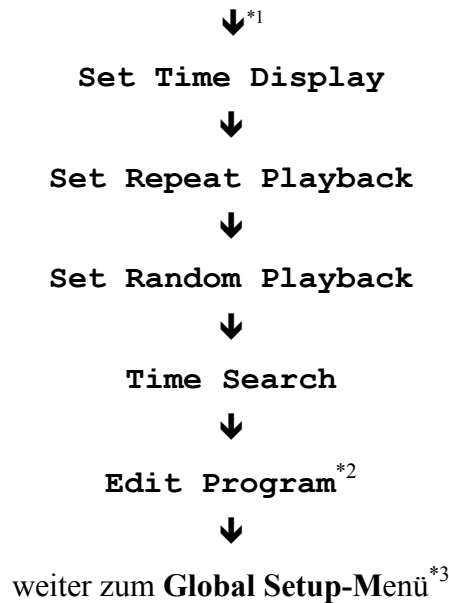 🡻*1
Set Time Display
🡻
Set Repeat Playback
🡻
Set Random Playback
🡻
Time Search
🡻
Edit Program*2
🡻
weiter zum Global Setup-Menü*3